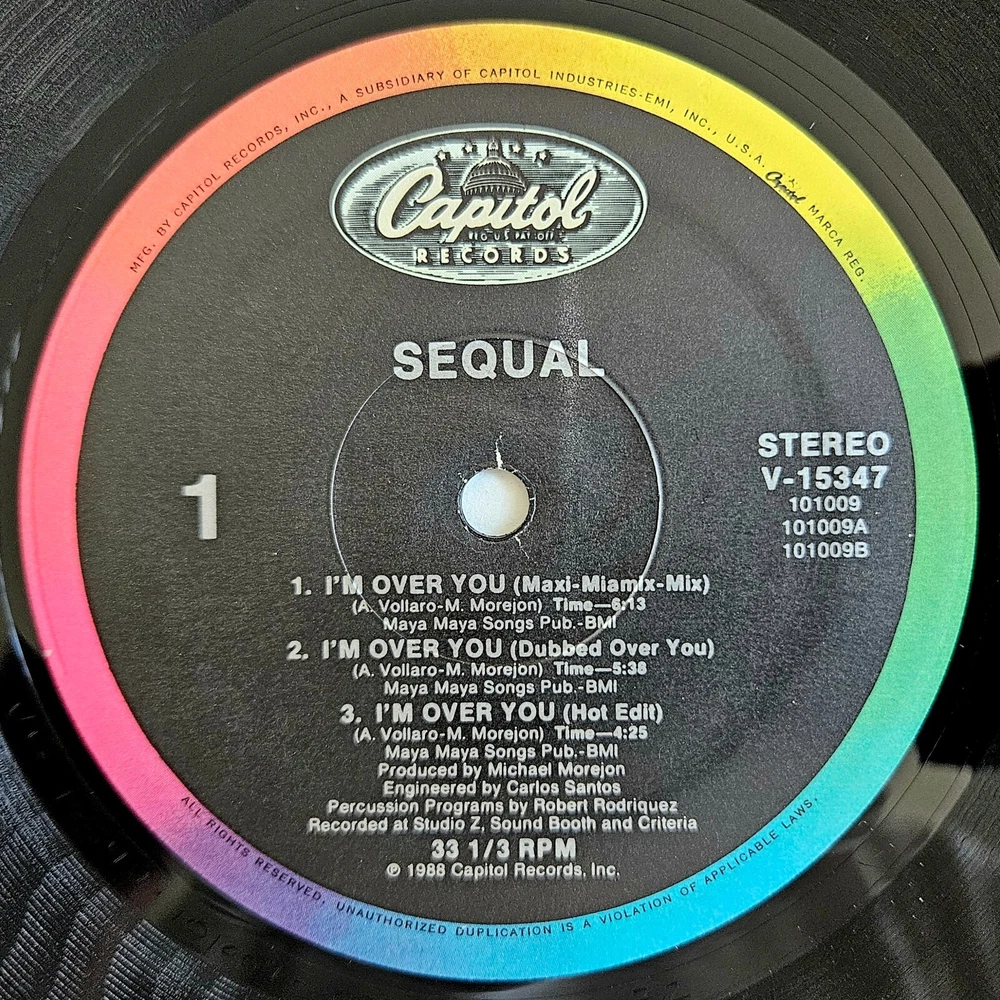 MFG. BY CAPITOL RECORDS, INC., A SUBSIDIARY OF CAPITOL INDUSTRIES-EMI, INC., U.S.A. Capitol MARCA REG.
Capitol
REG. U.S. PAT. OFF.
RECORDS
SEQUAL
1
STEREO
V-15347
101009
101009A
101009B
1. I'M OVER YOU (Maxi-Miamix-Mix)
(A. Vollaro-M. Morejon) Time—6:13
Maya Maya Songs Pub.-BMI
2. I'M OVER YOU (Dubbed Over You)
(A. Vollaro-M. Morejon) Time—5:38
Maya Maya Songs Pub.-BMI
3. I'M OVER YOU (Hot Edit)
(A. Vollaro-M. Morejon) Time—4:25
Maya Maya Songs Pub.-BMI
Produced by Michael Morejon
Engineered by Carlos Santos
Percussion Programs by Robert Rodriquez
Recorded at Studio Z, Sound Booth and Criteria
33 1/3 RPM
℗ 1988 Capitol Records, Inc.
ALL RIGHTS RESERVED. UNAUTHORIZED DUPLICATION IS A VIOLATION OF APPLICABLE LAWS.